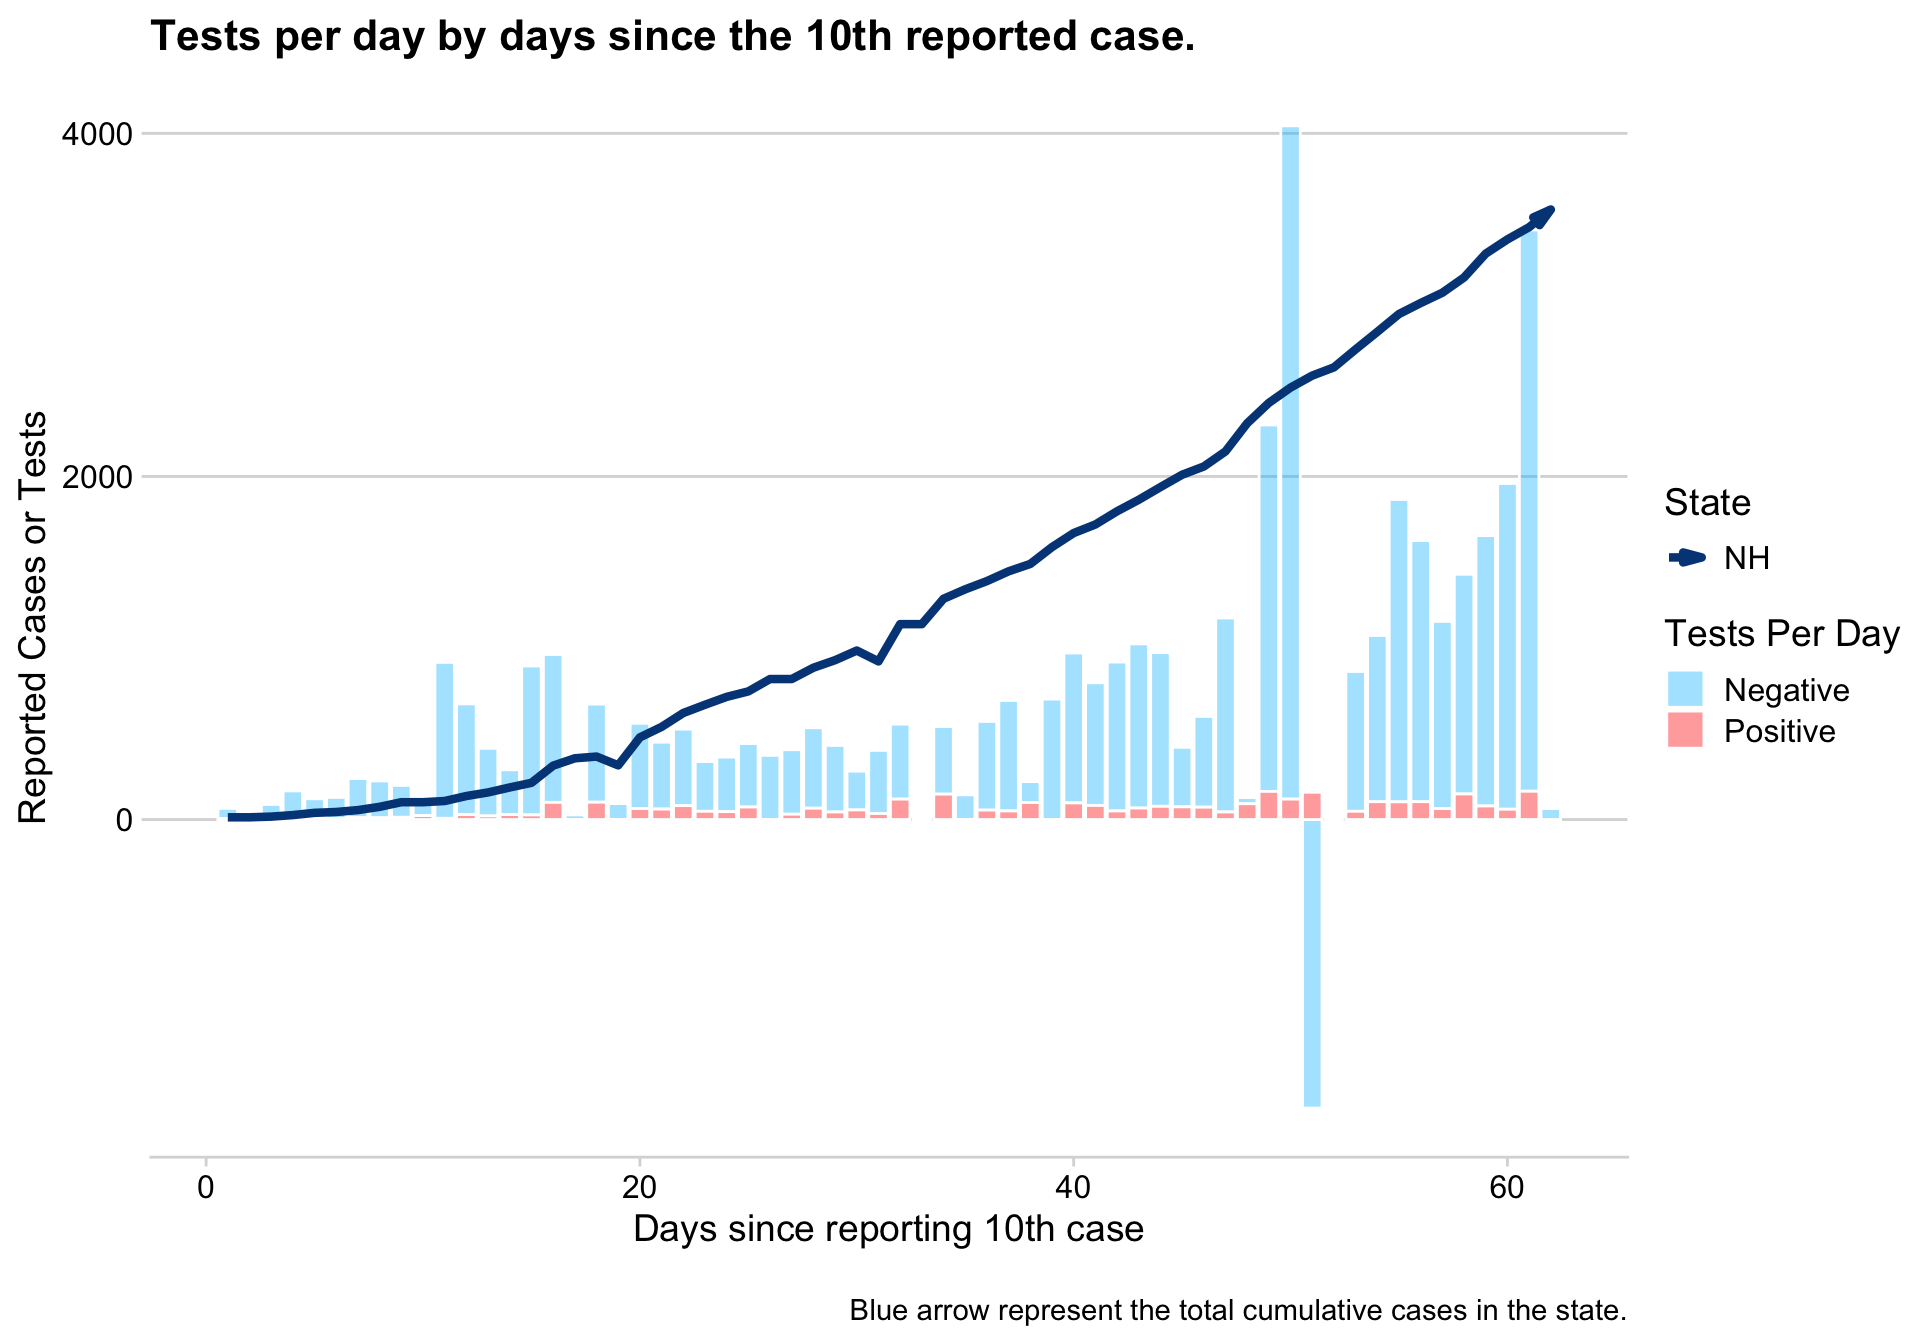 Tests per day by days since the 10th reported case.
4000
2000
0
Reported Cases or Tests
State
NH
Tests Per Day
Negative
Positive
0 20 40 60
Days since reporting 10th case
Blue arrow represent the total cumulative cases in the state.